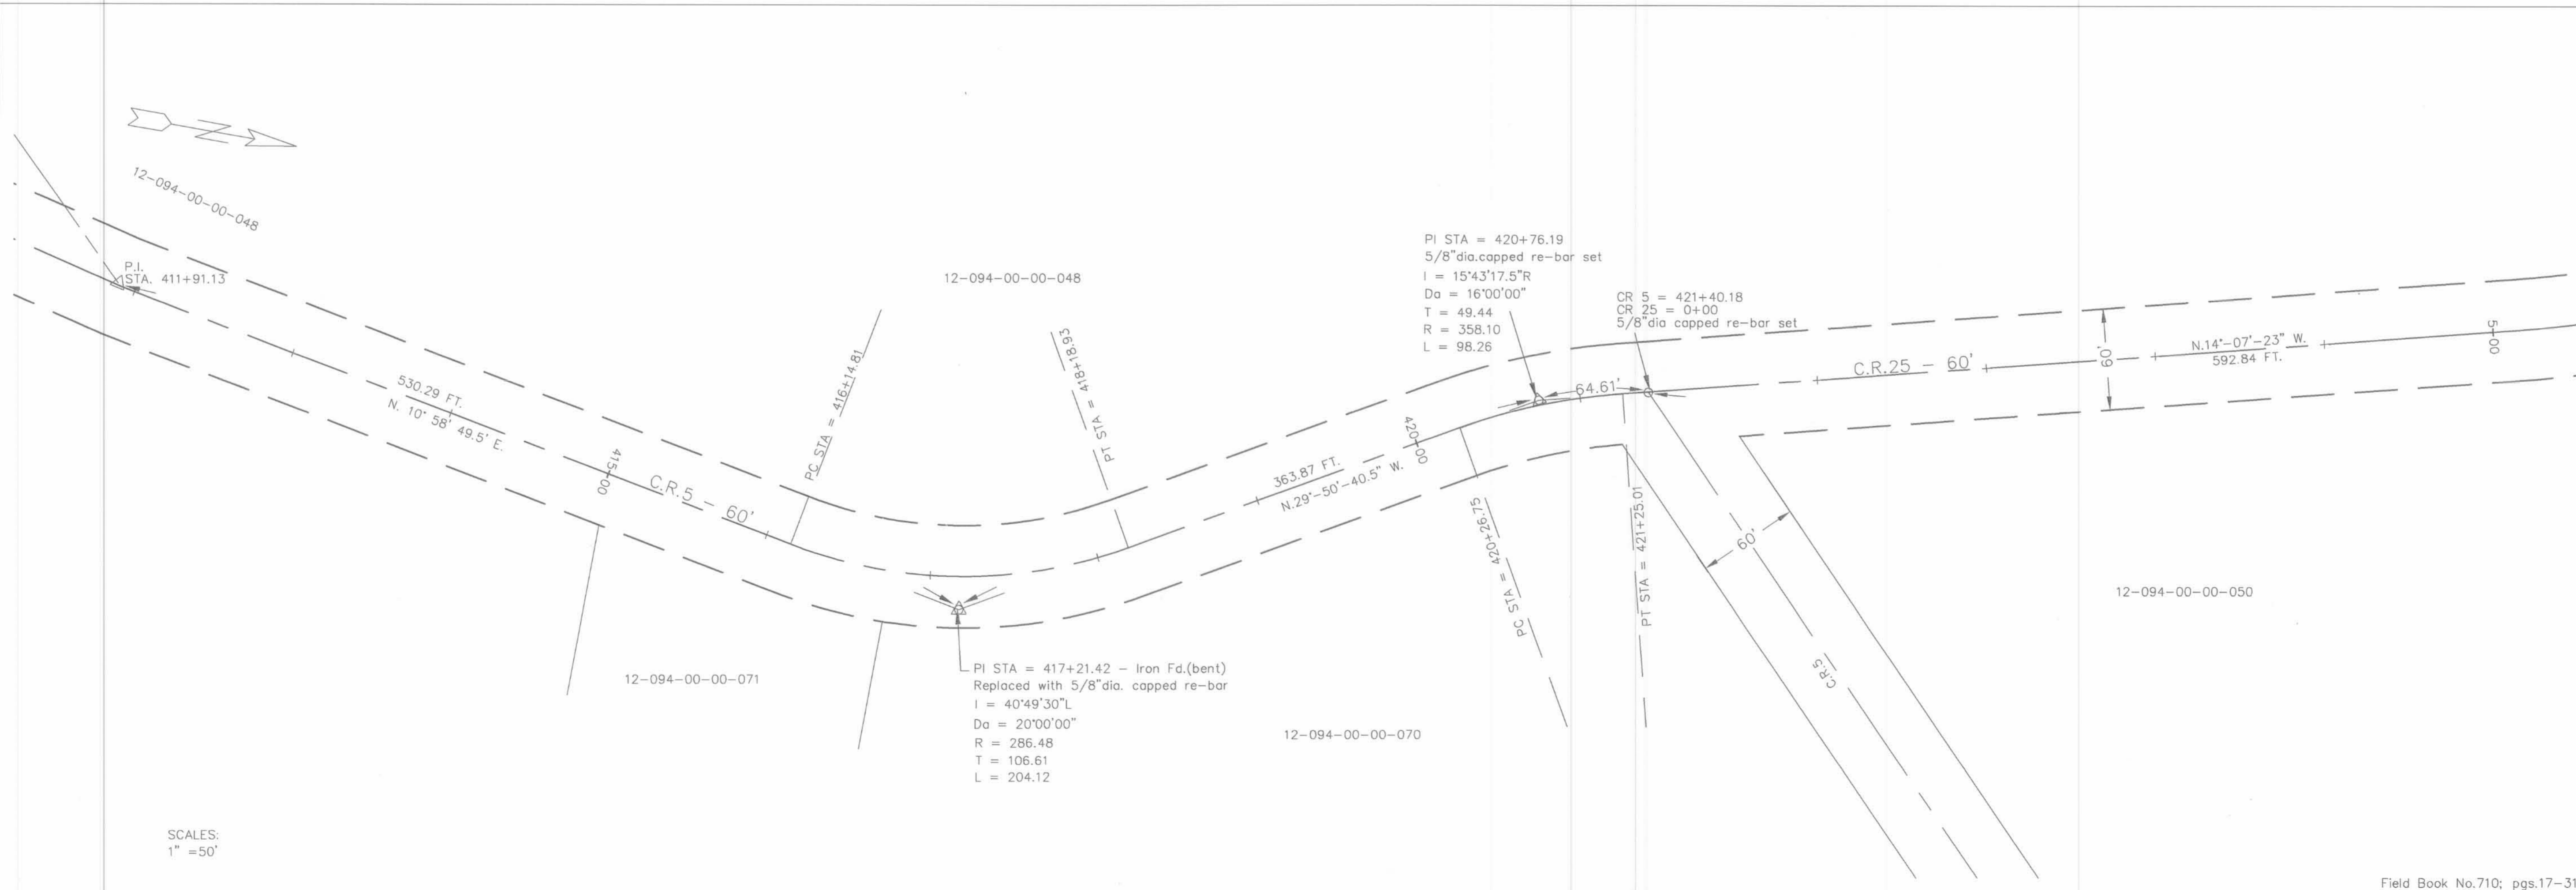 N
12-094-00-00-048
P.I.
STA. 411+91.13
530.29 FT.
N. 10° 58' 49.5' E.
415+00
C.R.5 - 60'
PC STA = 416+14.81
12-094-00-00-048
PT STA = 418+18.93
12-094-00-00-071
PI STA = 417+21.42 - Iron Fd.(bent)
Replaced with 5/8"dia. capped re-bar
I = 40°49'30"L
Da = 20°00'00"
R = 286.48
T = 106.61
L = 204.12
363.87 FT.
N.29°-50'-40.5" W.
420+00
12-094-00-00-070
PI STA = 420+76.19
5/8"dia.capped re-bar set
I = 15°43'17.5"R
Da = 16°00'00"
T = 49.44
R = 358.10
L = 98.26
CR 5 = 421+40.18
CR 25 = 0+00
5/8"dia capped re-bar set
64.61'
PC STA = 420+26.75
PT STA = 421+25.01
60'
C.R.5
C.R.25 - 60'
60'
N.14°-07'-23" W.
592.84 FT.
5+00
12-094-00-00-050
SCALES:
1" =50'
Field Book No.710; pgs.17-31